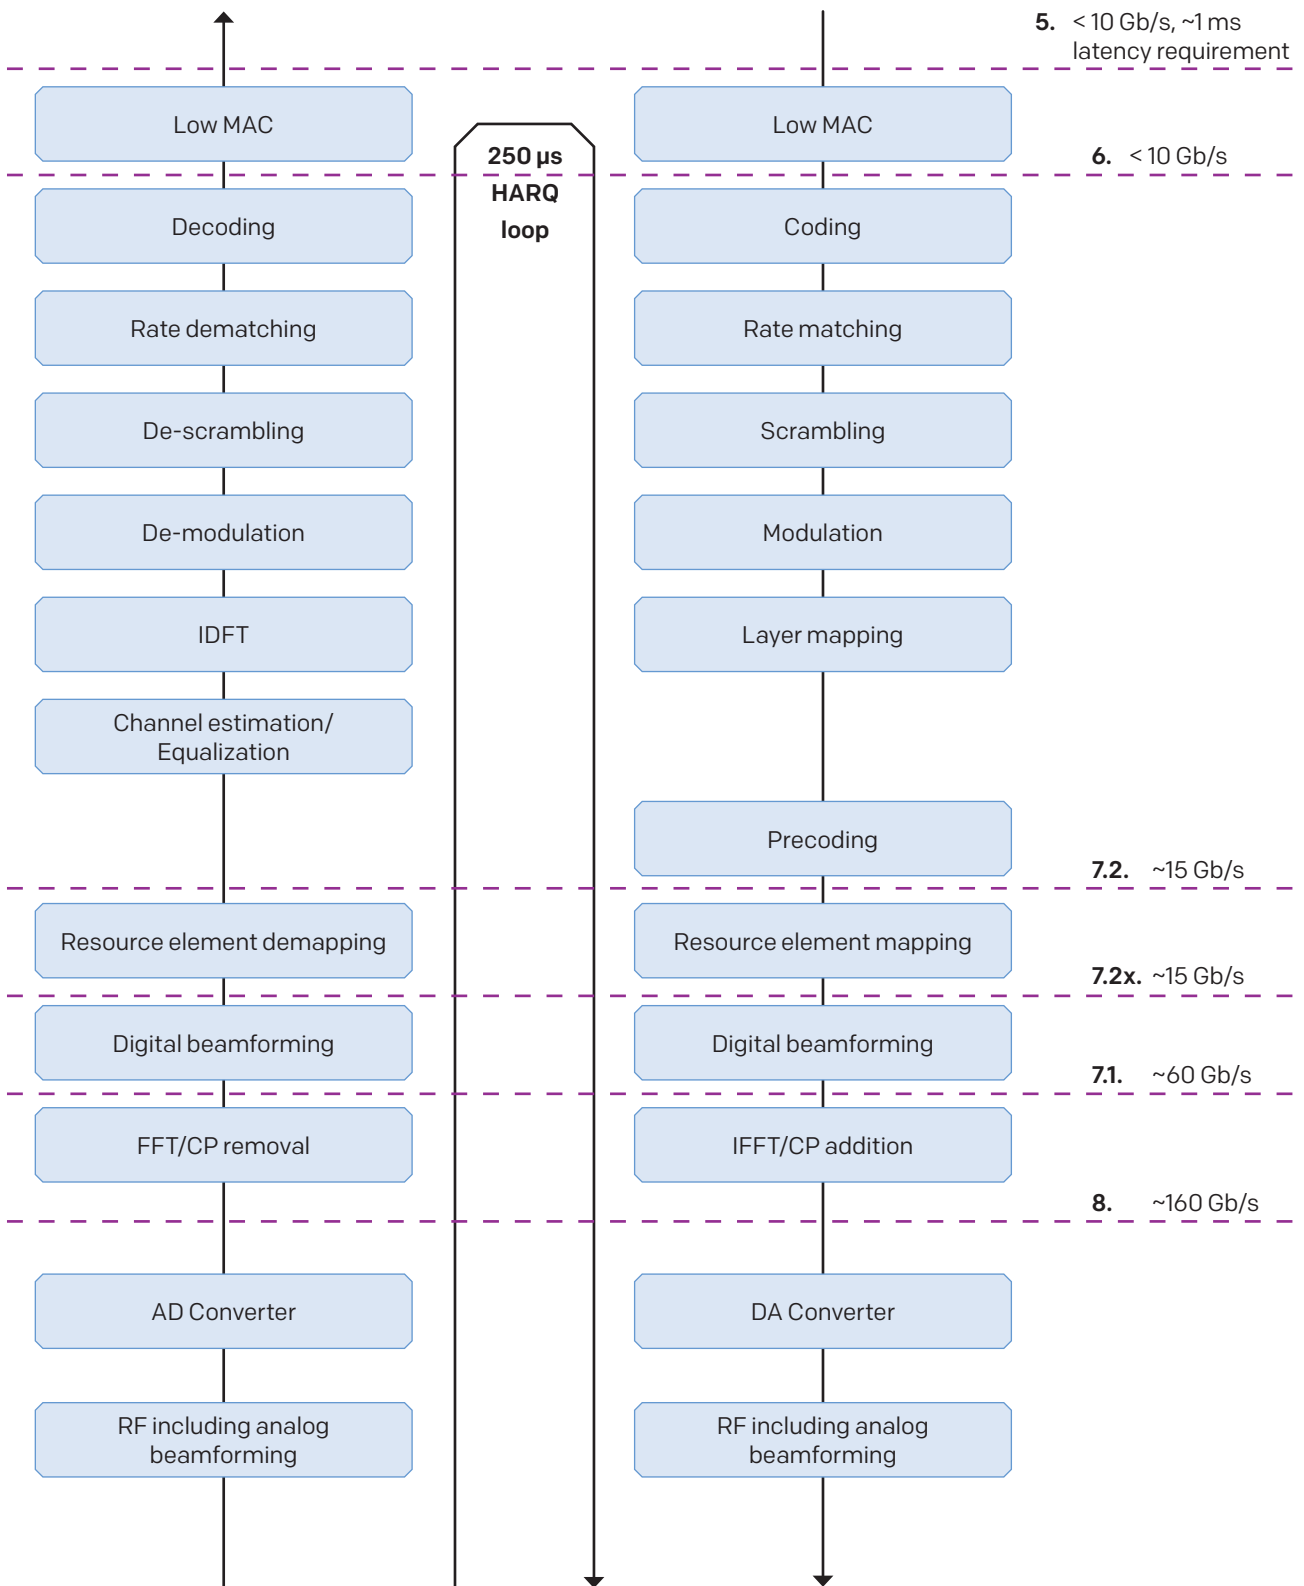 5. < 10 Gb/s, ~1 ms
latency requirement
Low MAC
Low MAC
250 µs
HARQ
loop
6. < 10 Gb/s
Decoding
Coding
Rate dematching
Rate matching
De-scrambling
Scrambling
De-modulation
Modulation
IDFT
Layer mapping
Channel estimation/
Equalization
Precoding
7.2. ~15 Gb/s
Resource element demapping
Resource element mapping
7.2x. ~15 Gb/s
Digital beamforming
Digital beamforming
7.1. ~60 Gb/s
FFT/CP removal
IFFT/CP addition
8. ~160 Gb/s
AD Converter
DA Converter
RF including analog
beamforming
RF including analog
beamforming